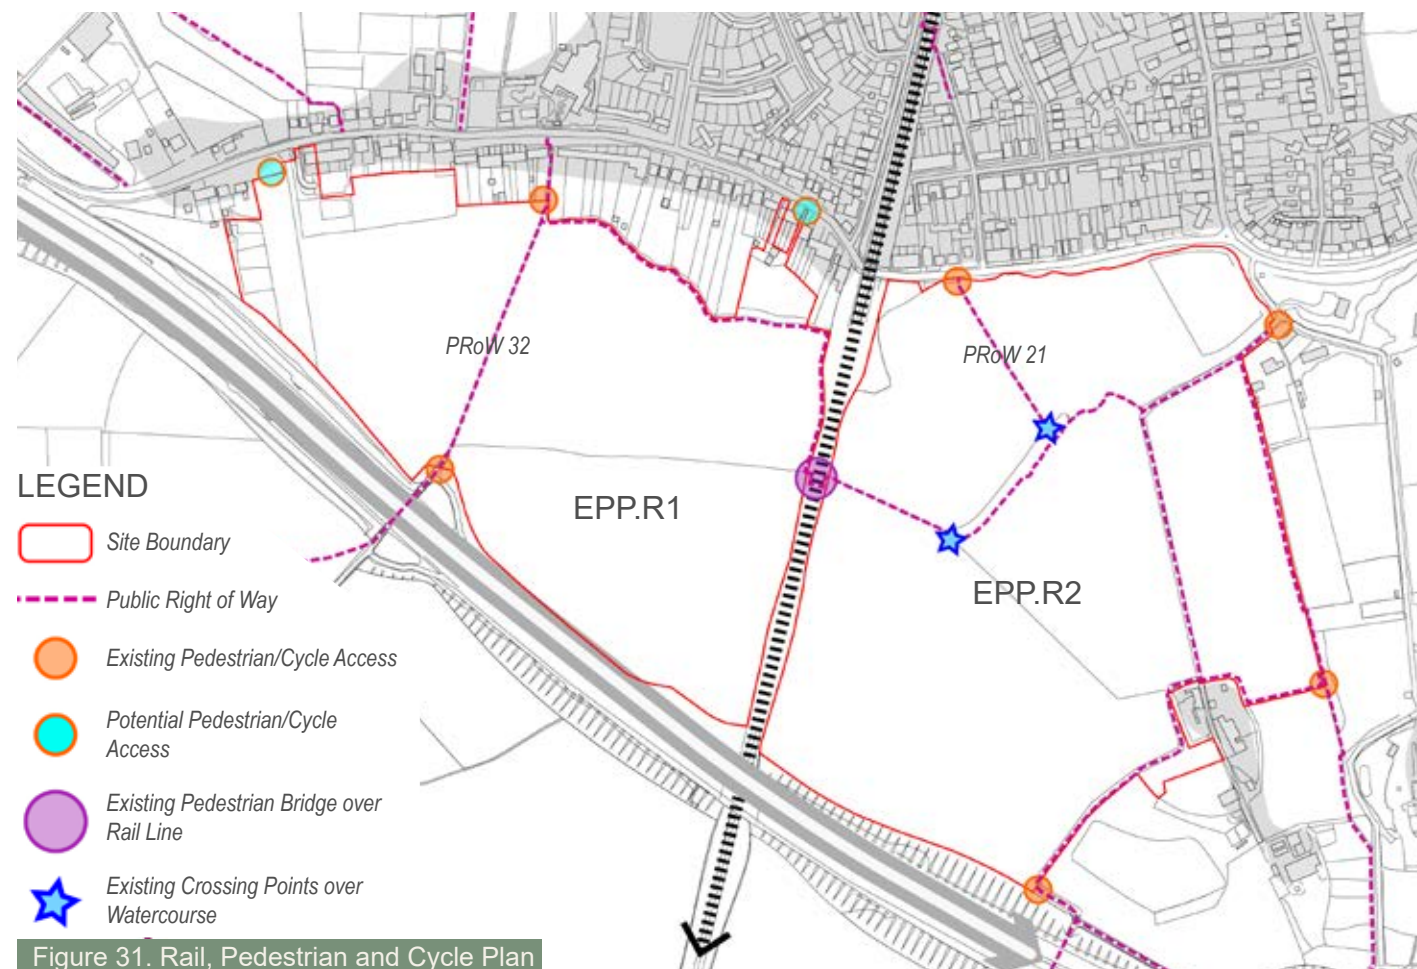 PRoW 32
PRoW 21
EPP.R1
EPP.R2
LEGEND
Site Boundary
Public Right of Way
Existing Pedestrian/Cycle Access
Potential Pedestrian/Cycle
Access
Existing Pedestrian Bridge over
Rail Line
Existing Crossing Points over
Watercourse
Figure 31. Rail, Pedestrian and Cycle Plan